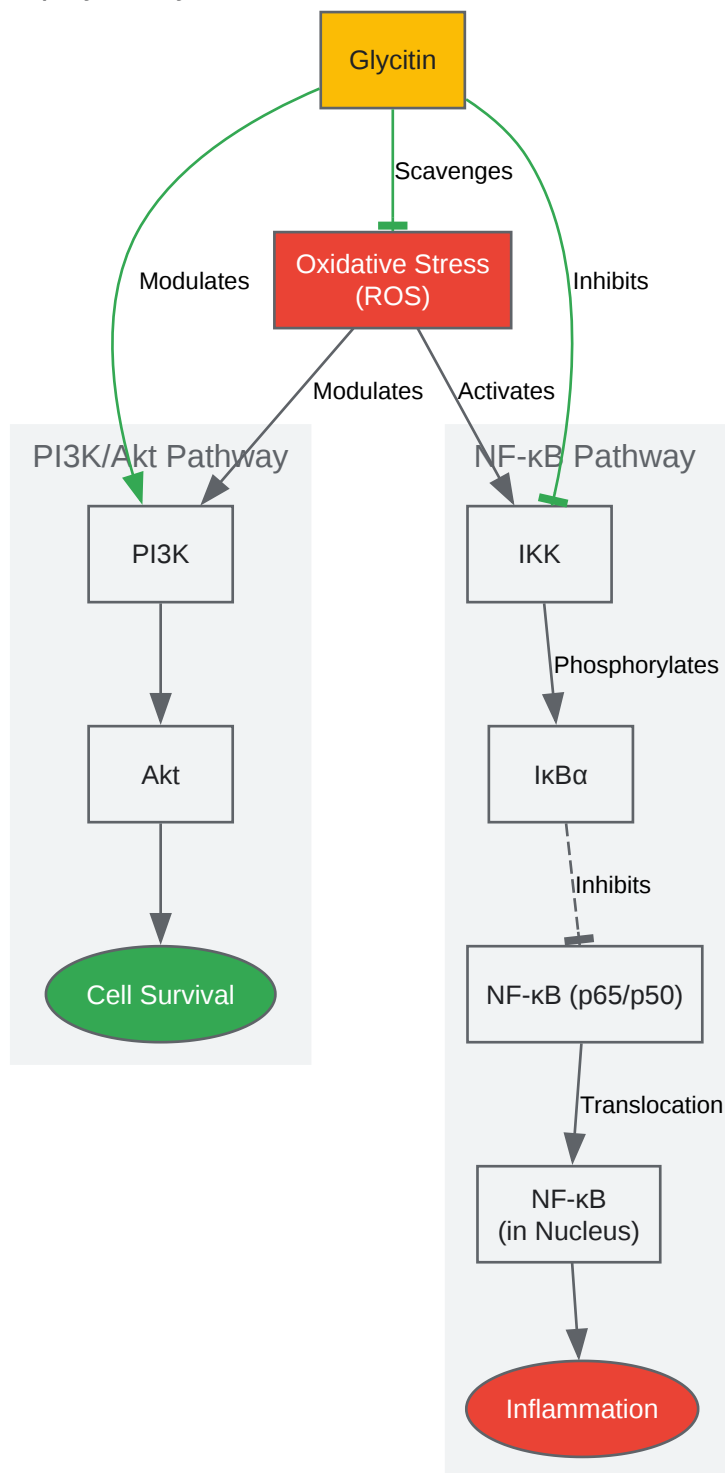 Glycitin
Scavenges
Oxidative Stress
(ROS)
Modulates
Inhibits
Modulates
Activates
PI3K/Akt Pathway
NF-κB Pathway
PI3K
IKK
Phosphorylates
Akt
IκBα
Inhibits
Cell Survival
NF-κB (p65/p50)
Translocation
NF-κB
(in Nucleus)
Inflammation